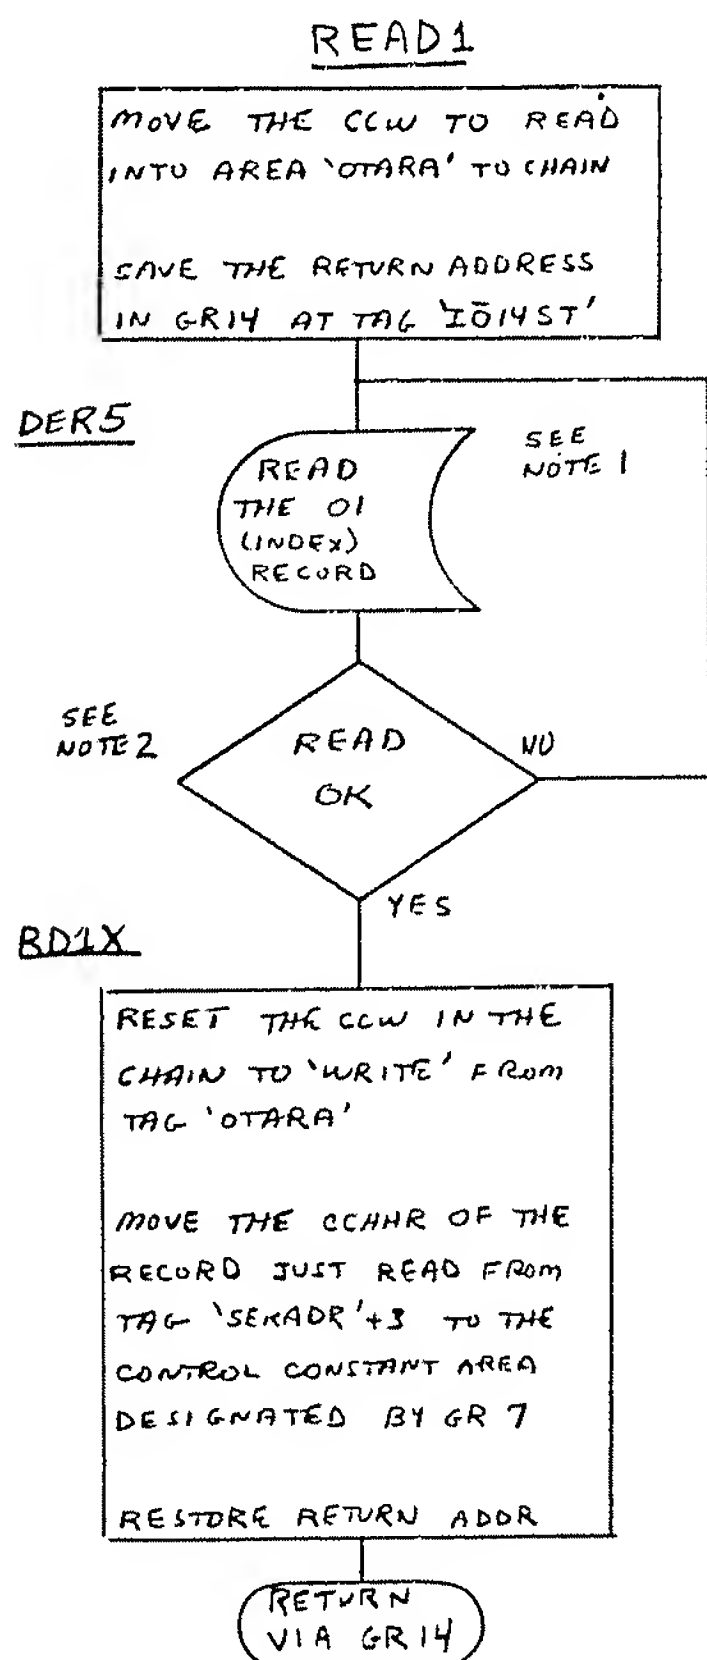 READ1
MOVE THE CCW TO READ
INTO AREA 'OTARA' TO CHAIN
SAVE THE RETURN ADDRESS
IN GR14 AT TAG 'IŌ14ST'
DER5
SEE
NOTE 1
READ
THE 01
(INDEX)
RECORD
SEE
NOTE 2
READ
OK
NO
YES
BD1X
RESET THE CCW IN THE
CHAIN TO 'WRITE' FROM
TAG 'OTARA'
MOVE THE CCHHR OF THE
RECORD JUST READ FROM
TAG 'SEKADR'+3 TO THE
CONTROL CONSTANT AREA
DESIGNATED BY GR 7
RESTORE RETURN ADDR
RETURN
VIA GR14